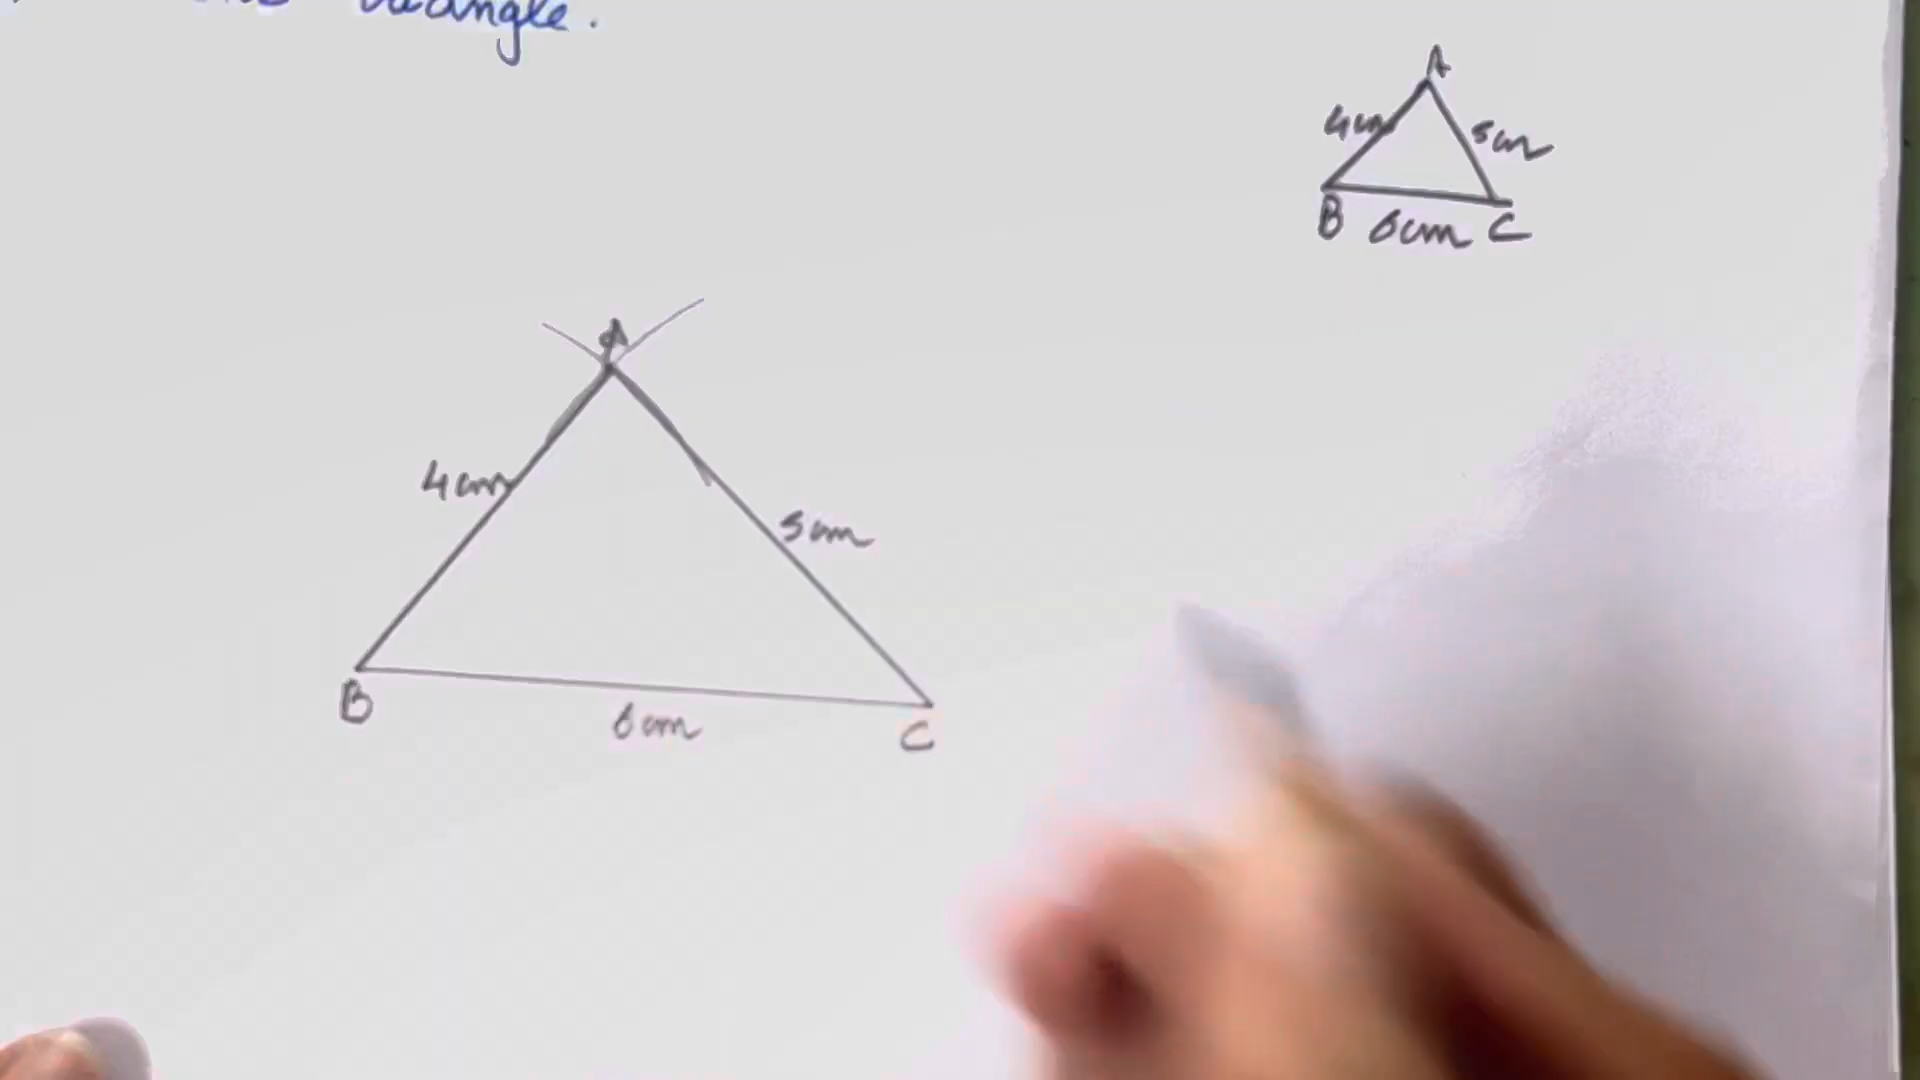 triangle.
A
4cm 5cm
B 6cm C
A
4cm
5cm
B 6cm C